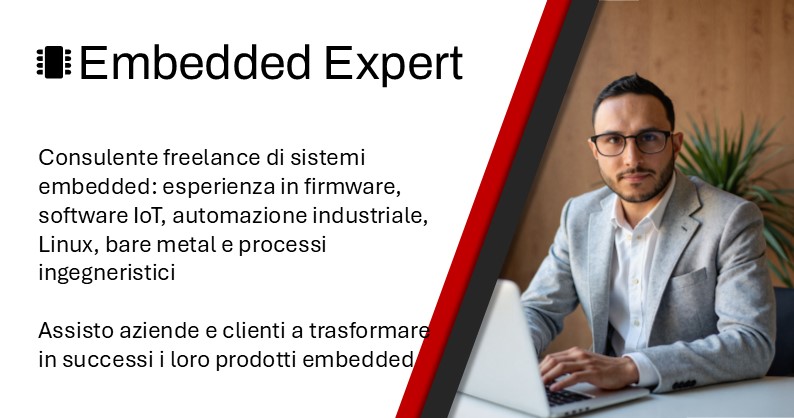 Embedded Expert
Consulente freelance di sistemi
embedded: esperienza in firmware,
software IoT, automazione industriale,
Linux, bare metal e processi
ingegneristici
Assisto aziende e clienti a trasformare
in successi i loro prodotti embedded